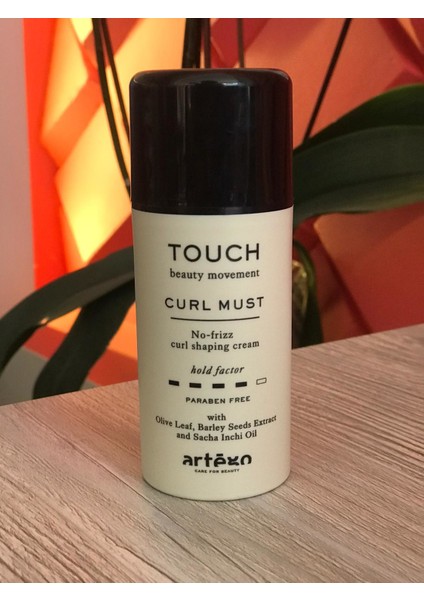 TOUCH
beauty movement
CURL MUST
No-frizz
curl shaping cream
hold factor
PARABEN FREE
with
Olive Leaf, Barley Seeds Extract
and Sacha Inchi Oil
artēgo
CARE FOR BEAUTY